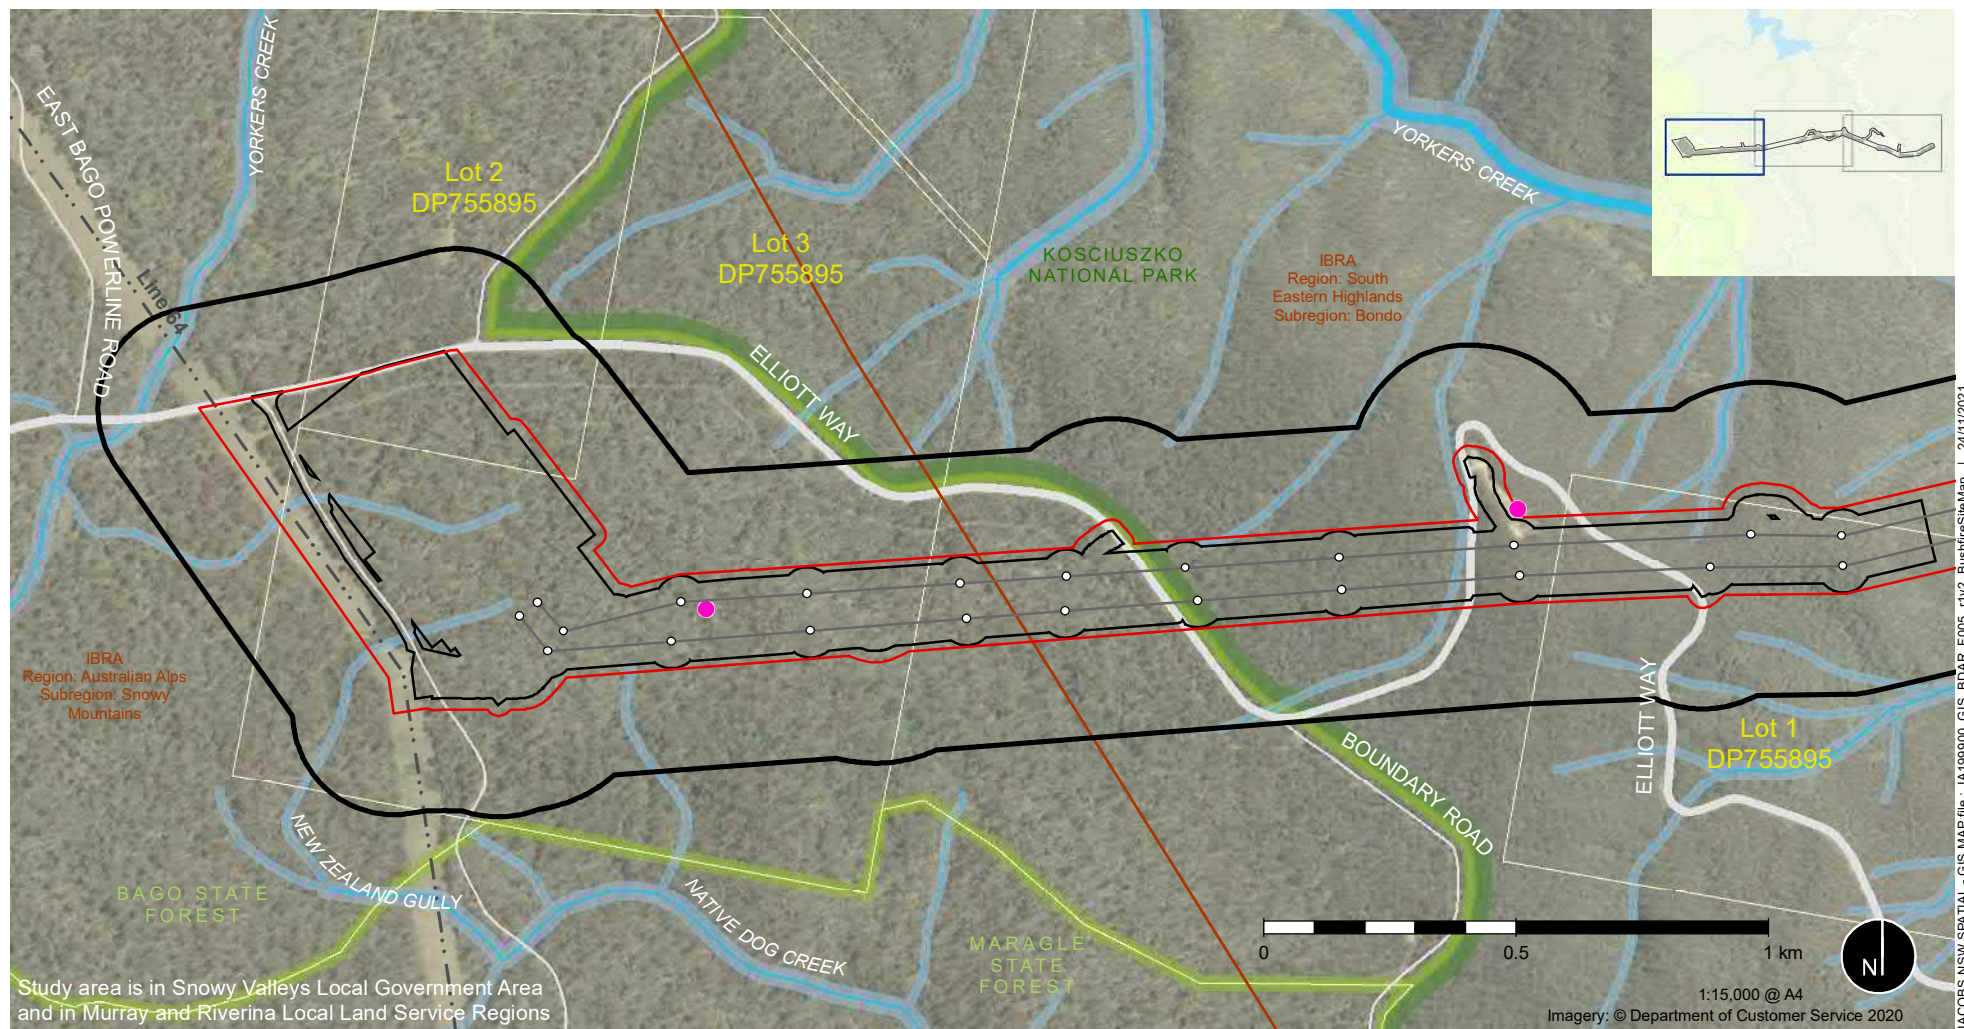 YORKERS CREEK
EAST BAGO POWERLINE ROAD
Line 64
Lot 2
DP755895
Lot 3
DP755895
KOSCIUSZKO
NATIONAL PARK
IBRA
Region: South
Eastern Highlands
Subregion: Bondo
YORKERS CREEK
ELLIOTT WAY
IBRA
Region: Australian Alps
Subregion: Snowy
Mountains
ELLIOTT WAY
Lot 1
DP755895
BOUNDARY ROAD
NEW ZEALAND GULLY
NATIVE DOG CREEK
BAGO STATE
FOREST
MARAGLE
STATE
FOREST
0 0.5 1 km
N
Study area is in Snowy Valleys Local Government Area
and in Murray and Riverina Local Land Service Regions
1:15,000 @ A4
Imagery: © Department of Customer Service 2020